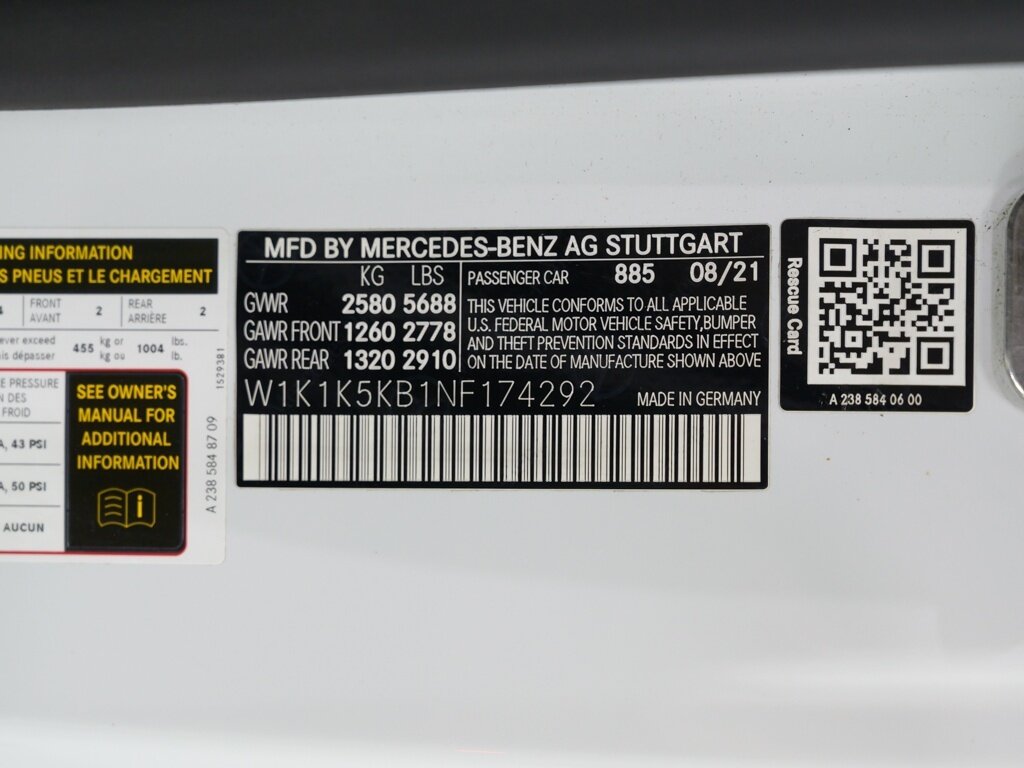 ING INFORMATION
S PNEUS ET LE CHARGEMENT
4 FRONT AVANT 2 REAR ARRIÈRE 2
ever exceed
is dépasser 455 kg or kg ou 1004 lbs. lb.
E PRESSURE
N DES
FROID
A, 43 PSI
A, 50 PSI
AUCUN
SEE OWNER'S
MANUAL FOR
ADDITIONAL
INFORMATION
i
1529381
A 238 584 87 09
MFD BY MERCEDES-BENZ AG STUTTGART
KG LBS
GVWR 2580 5688
GAWR FRONT 1260 2778
GAWR REAR 1320 2910
PASSENGER CAR 885 08/21
THIS VEHICLE CONFORMS TO ALL APPLICABLE
U.S. FEDERAL MOTOR VEHICLE SAFETY,BUMPER
AND THEFT PREVENTION STANDARDS IN EFFECT
ON THE DATE OF MANUFACTURE SHOWN ABOVE
W1K1K5KB1NF174292 MADE IN GERMANY
Rescue Card
A 238 584 06 00